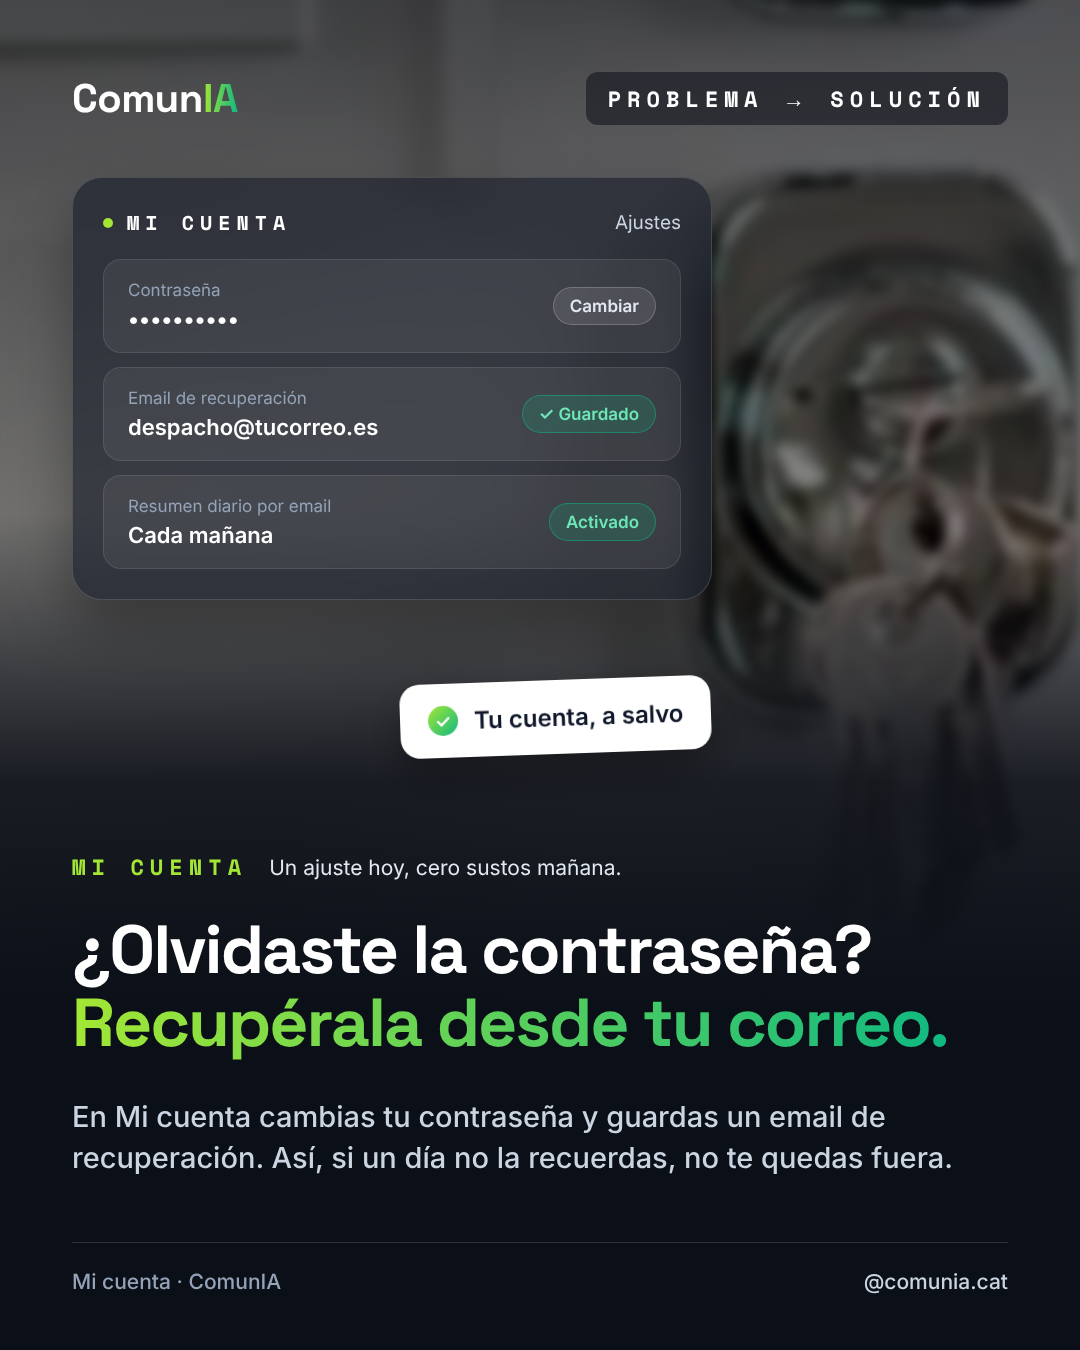 ComunIA
PROBLEMA → SOLUCIÓN
MI CUENTA
Ajustes
Contraseña
••••••••••
Cambiar
Email de recuperación
despacho@tucorreo.es
✓ Guardado
Resumen diario por email
Cada mañana
Activado
Tu cuenta, a salvo
MI CUENTA Un ajuste hoy, cero sustos mañana.
¿Olvidaste la contraseña?
Recupérala desde tu correo.
En Mi cuenta cambias tu contraseña y guardas un email de
recuperación. Así, si un día no la recuerdas, no te quedas fuera.
Mi cuenta · ComunIA
@comunia.cat